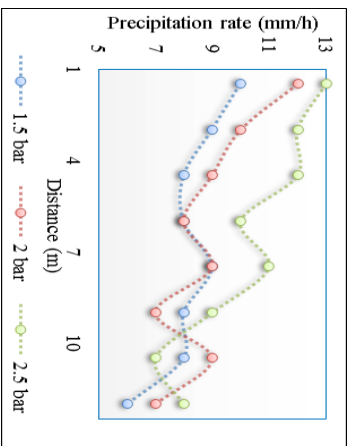 Precipitation rate (mm/h)
5 7 9 11 13
1 4 7 10
Distance (m)
1.5 bar 2 bar 2.5 bar